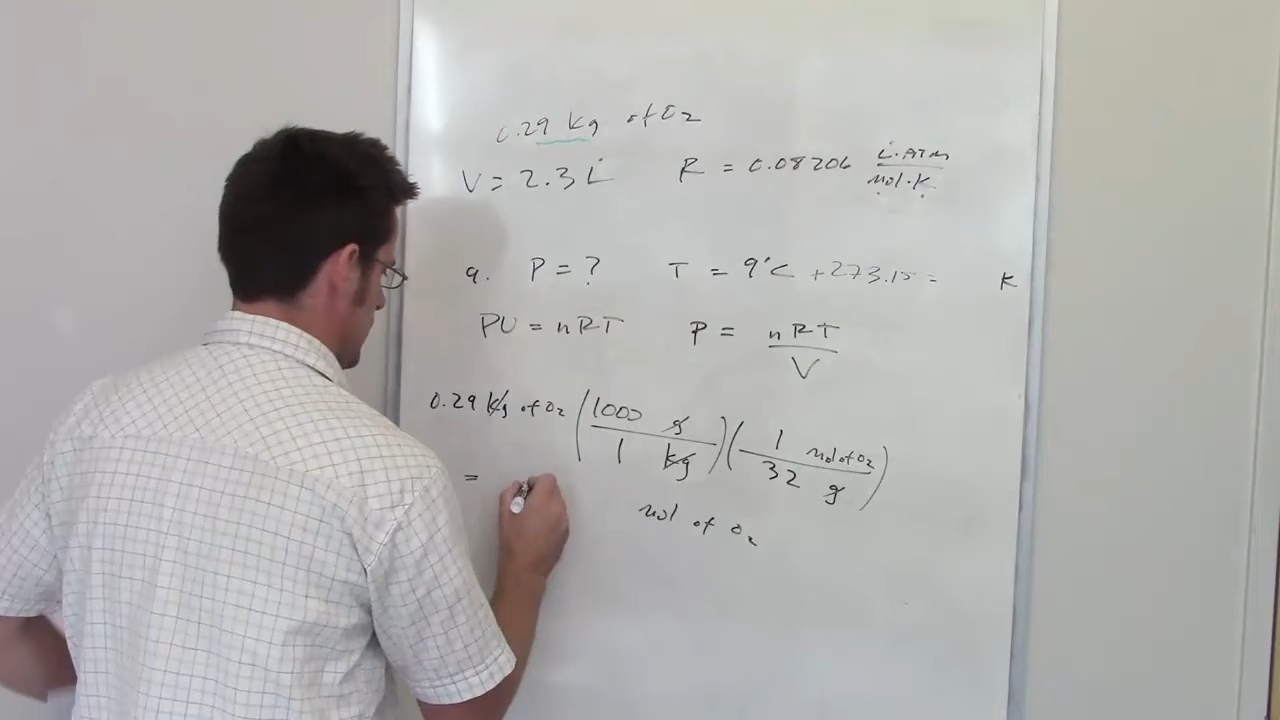 0.29 kg of O2
V = 2.3 L R = 0.08206 L·ATM / mol·K
a. P = ? T = 9°C + 273.15 = K
PV = nRT P = nRT / V
0.29 kg of O2 (1000 g / 1 kg)(1 mol of O2 / 32 g)
= mol of O2